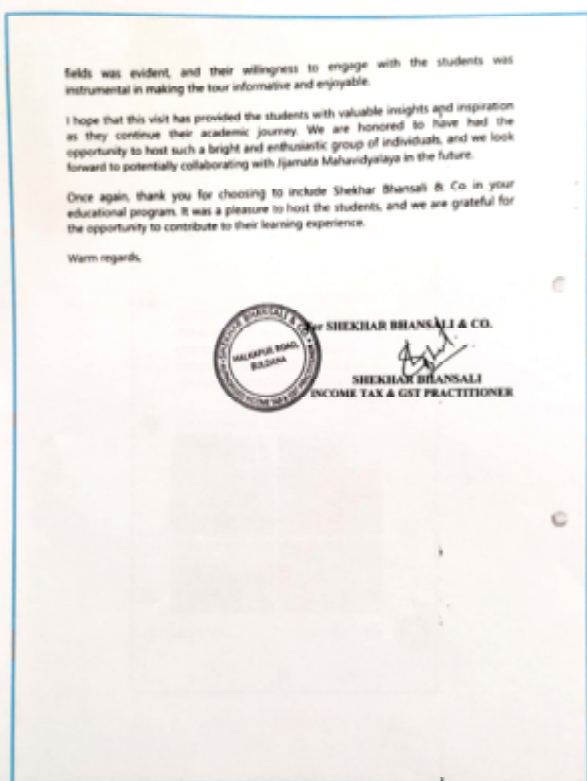 fields was evident, and their willingness to engage with the students was
instrumental in making the tour informative and enjoyable.
I hope that this visit has provided the students with valuable insights and inspiration
as they continue their academic journey. We are honored to have had the
opportunity to host such a bright and enthusiastic group of individuals, and we look
forward to potentially collaborating with Jijamata Mahavidyalaya in the future.
Once again, thank you for choosing to include Shekhar Bhansali & Co in your
educational program. It was a pleasure to host the students, and we are grateful for
the opportunity to contribute to their learning experience.
Warm regards,
For SHEKHAR BHANSALI & CO.
SHEKHAR BHANSALI & CO.
MALKAPUR ROAD,
BULDANA
SHEKHAR BHANSALI
INCOME TAX & GST PRACTITIONER